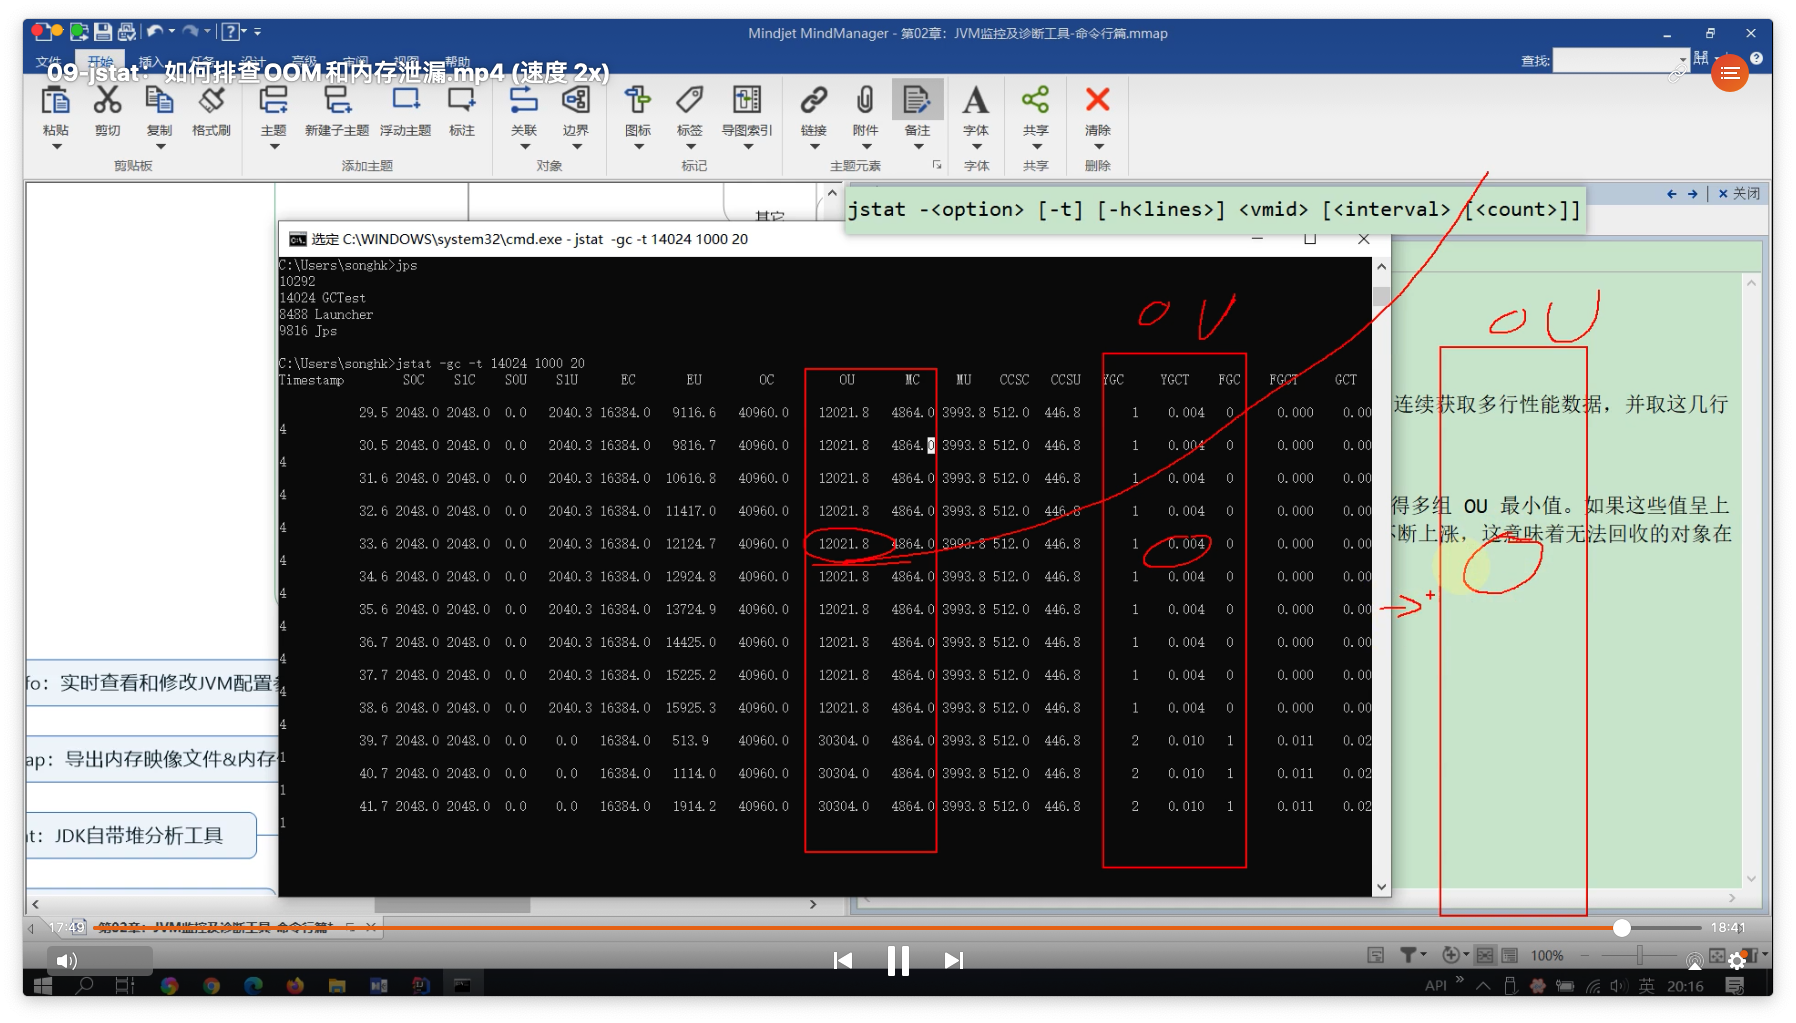 Mindjet MindManager - 第02章：JVM监控及诊断工具-命令行篇.mmap
文件 开始 插入 任务 设计 高级 审阅 视图 帮助
查找:
09-jstat：如何排查OOM和内存泄漏.mp4 (速度 2x)
粘贴 剪切 复制 格式刷 主题 新建子主题 浮动主题 标注 关联 边界 图标 标签 导图索引 链接 附件 备注 字体 共享 清除
剪贴板 添加主题 对象 标记 主题元素 字体 共享 删除
其它
jstat -<option> [-t] [-h<lines>] <vmid> [<interval> [<count>]]
关闭
选定 C:\WINDOWS\system32\cmd.exe - jstat -gc -t 14024 1000 20
C:\Users\songhk>jps
10292
14024 GCTest
8488 Launcher
9816 Jps
C:\Users\songhk>jstat -gc -t 14024 1000 20
Timestamp S0C S1C S0U S1U EC EU OC OU MC MU CCSC CCSU YGC YGCT FGC FGCT GCT
29.5 2048.0 2048.0 0.0 2040.3 16384.0 9116.6 40960.0 12021.8 4864.0 3993.8 512.0 446.8 1 0.004 0 0.000 0.00
4
30.5 2048.0 2048.0 0.0 2040.3 16384.0 9816.7 40960.0 12021.8 4864.0 3993.8 512.0 446.8 1 0.004 0 0.000 0.00
4
31.6 2048.0 2048.0 0.0 2040.3 16384.0 10616.8 40960.0 12021.8 4864.0 3993.8 512.0 446.8 1 0.004 0 0.000 0.00
4
32.6 2048.0 2048.0 0.0 2040.3 16384.0 11417.0 40960.0 12021.8 4864.0 3993.8 512.0 446.8 1 0.004 0 0.000 0.00
4
33.6 2048.0 2048.0 0.0 2040.3 16384.0 12124.7 40960.0 12021.8 4864.0 3993.8 512.0 446.8 1 0.004 0 0.000 0.00
4
34.6 2048.0 2048.0 0.0 2040.3 16384.0 12924.8 40960.0 12021.8 4864.0 3993.8 512.0 446.8 1 0.004 0 0.000 0.00
4
35.6 2048.0 2048.0 0.0 2040.3 16384.0 13724.9 40960.0 12021.8 4864.0 3993.8 512.0 446.8 1 0.004 0 0.000 0.00
4
36.7 2048.0 2048.0 0.0 2040.3 16384.0 14425.0 40960.0 12021.8 4864.0 3993.8 512.0 446.8 1 0.004 0 0.000 0.00
4
37.7 2048.0 2048.0 0.0 2040.3 16384.0 15225.2 40960.0 12021.8 4864.0 3993.8 512.0 446.8 1 0.004 0 0.000 0.00
4
38.6 2048.0 2048.0 0.0 2040.3 16384.0 15925.3 40960.0 12021.8 4864.0 3993.8 512.0 446.8 1 0.004 0 0.000 0.00
4
39.7 2048.0 2048.0 0.0 0.0 16384.0 513.9 40960.0 30304.0 4864.0 3993.8 512.0 446.8 2 0.010 1 0.011 0.02
1
40.7 2048.0 2048.0 0.0 0.0 16384.0 1114.0 40960.0 30304.0 4864.0 3993.8 512.0 446.8 2 0.010 1 0.011 0.02
1
41.7 2048.0 2048.0 0.0 0.0 16384.0 1914.2 40960.0 30304.0 4864.0 3993.8 512.0 446.8 2 0.010 1 0.011 0.02
1
OU
OU
连续获取多行性能数据，并取这几行
得多组 OU 最小值。如果这些值呈上
不断上涨，这意味着无法回收的对象在
fo：实时查看和修改JVM配置
ap：导出内存映像文件&内存
at：JDK自带堆分析工具
17:49
第02章：JVM监控及诊断工具-命令行篇*
18:41
100%
API
英 20:16